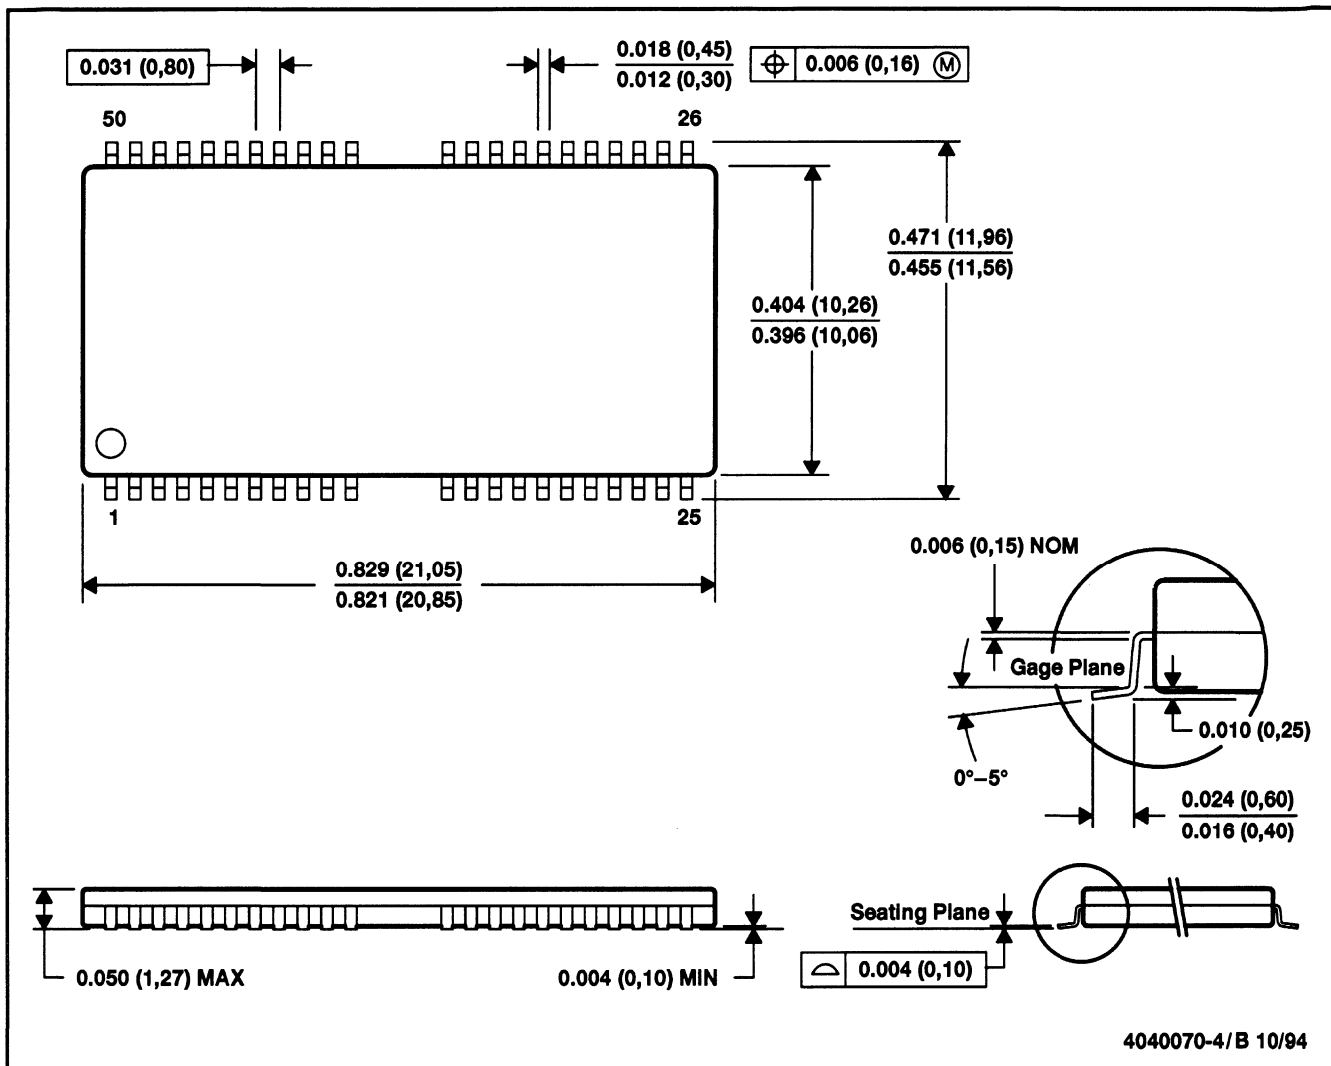 0.031 (0,80)
0.018 (0,45)
0.012 (0,30)
0.006 (0,16) Ⓜ
50
26
0.471 (11,96)
0.455 (11,56)
0.404 (10,26)
0.396 (10,06)
1
25
0.829 (21,05)
0.821 (20,85)
0.006 (0,15) NOM
Gage Plane
0.010 (0,25)
0°–5°
0.024 (0,60)
0.016 (0,40)
Seating Plane
0.050 (1,27) MAX
0.004 (0,10) MIN
0.004 (0,10)
4040070-4/B 10/94